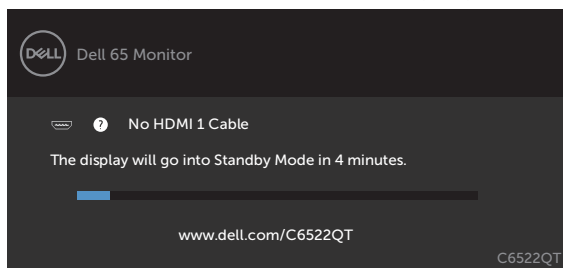 DELL
Dell 65 Monitor
? No HDMI 1 Cable
The display will go into Standby Mode in 4 minutes.
www.dell.com/C6522QT
C6522QT